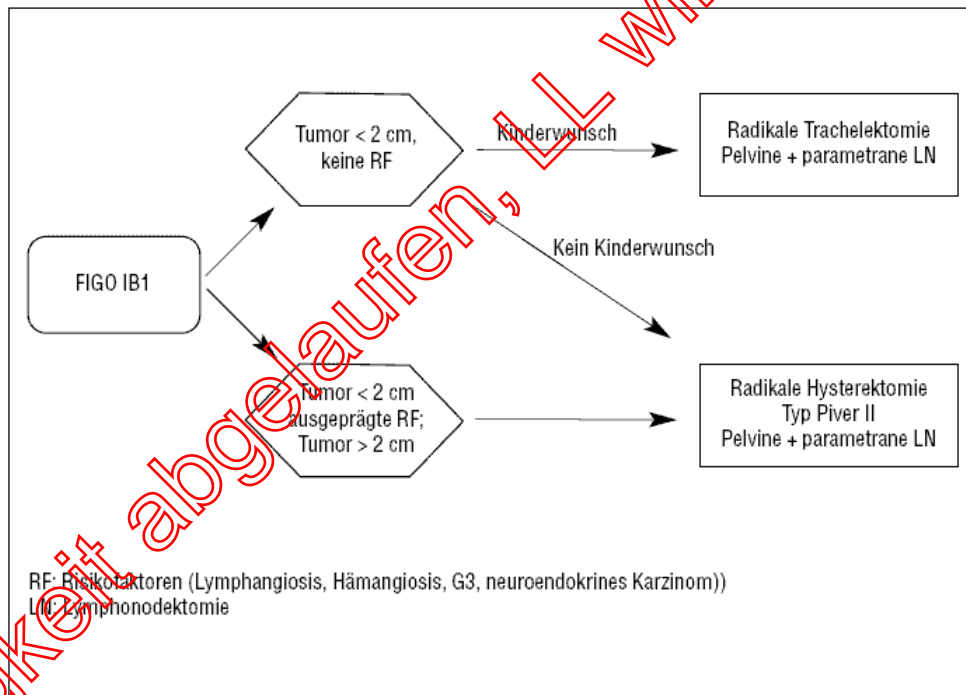 Tumor < 2 cm,
keine RF
Kinderwunsch
Radikale Trachelektomie
Pelvine + parametrane LN
Kein Kinderwunsch
FIGO IB1
Tumor < 2 cm
ausgeprägte RF;
Tumor > 2 cm
Radikale Hysterektomie
Typ Piver II
Pelvine + parametrane LN
RF: Risikofaktoren (Lymphangiosis, Hämangiosis, G3, neuroendokrines Karzinom))
LN: Lymphonodektomie
keit abgelaufen, LL wi